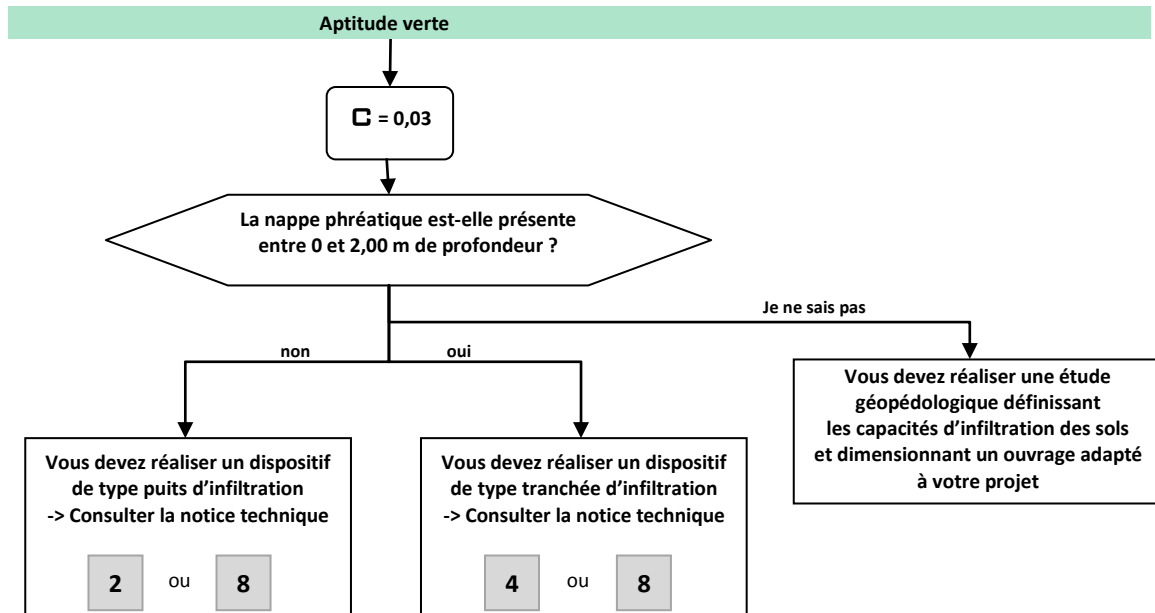 Aptitude verte
C = 0,03
La nappe phréatique est-elle présente
entre 0 et 2,00 m de profondeur ?
Je ne sais pas
non
oui
Vous devez réaliser un dispositif
de type puits d’infiltration
-> Consulter la notice technique
2 ou 8
Vous devez réaliser un dispositif
de type tranchée d’infiltration
-> Consulter la notice technique
4 ou 8
Vous devez réaliser une étude
géopédologique définissant
les capacités d’infiltration des sols
et dimensionnant un ouvrage adapté
à votre projet